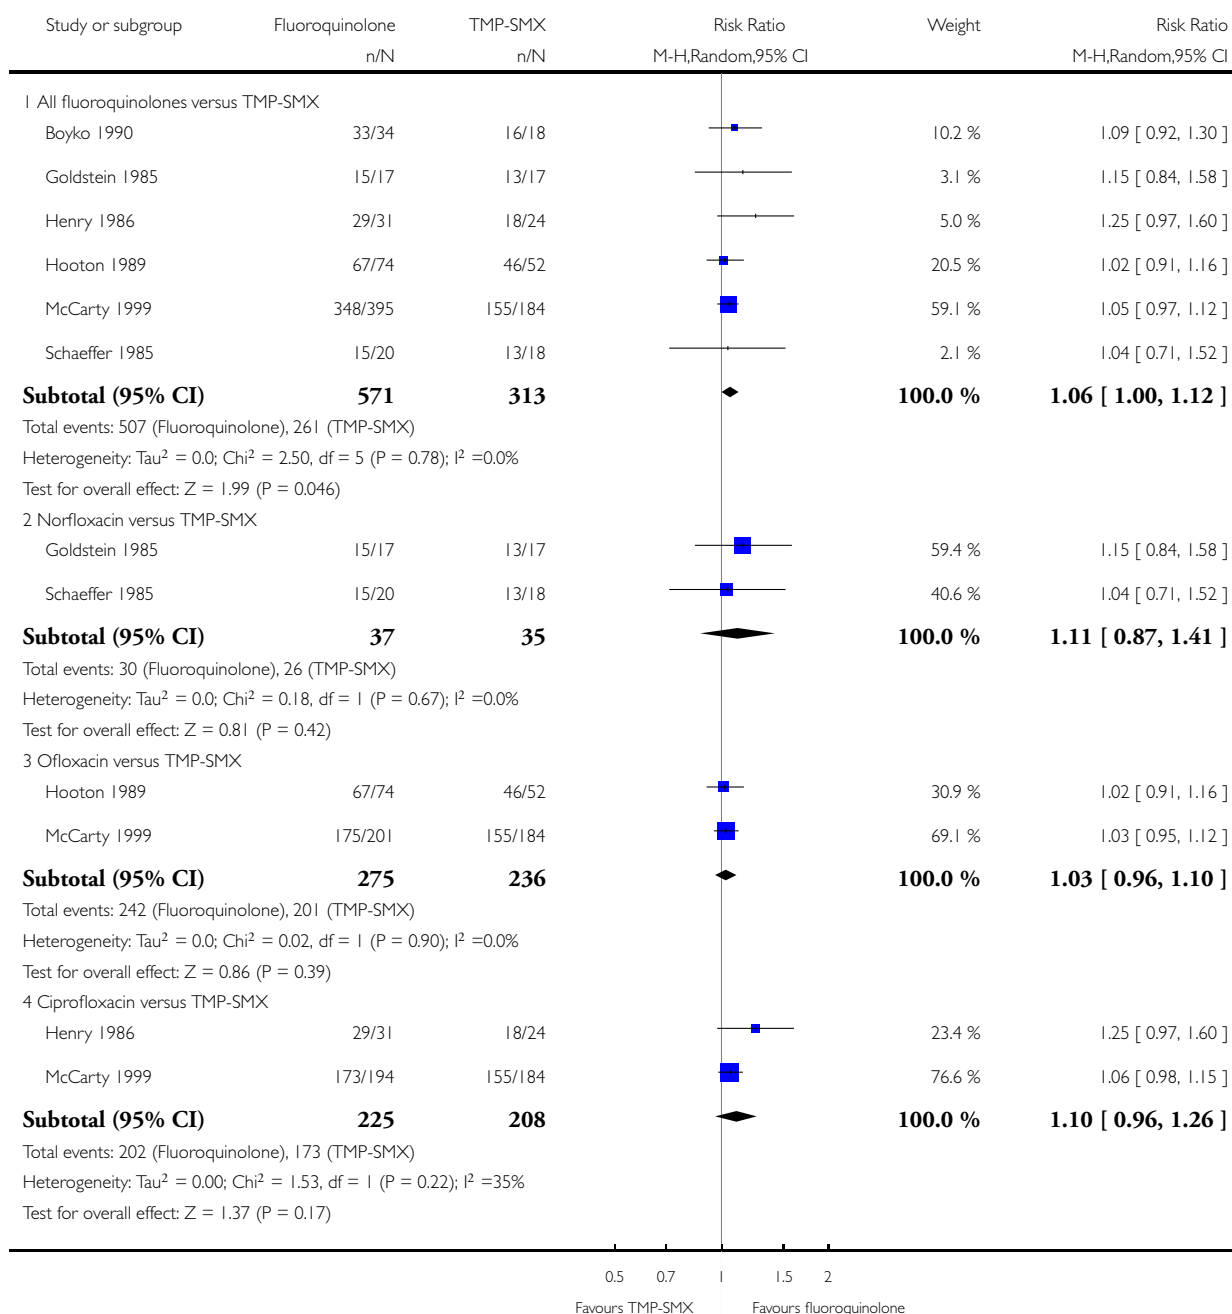 Study or subgroup Fluoroquinolone TMP-SMX Risk Ratio Weight Risk Ratio
n/N n/N M-H,Random,95% CI M-H,Random,95% CI
1 All fluoroquinolones versus TMP-SMX
Boyko 1990 33/34 16/18 10.2 % 1.09 [ 0.92, 1.30 ]
Goldstein 1985 15/17 13/17 3.1 % 1.15 [ 0.84, 1.58 ]
Henry 1986 29/31 18/24 5.0 % 1.25 [ 0.97, 1.60 ]
Hooton 1989 67/74 46/52 20.5 % 1.02 [ 0.91, 1.16 ]
McCarty 1999 348/395 155/184 59.1 % 1.05 [ 0.97, 1.12 ]
Schaeffer 1985 15/20 13/18 2.1 % 1.04 [ 0.71, 1.52 ]
Subtotal (95% CI) 571 313 100.0 % 1.06 [ 1.00, 1.12 ]
Total events: 507 (Fluoroquinolone), 261 (TMP-SMX)
Heterogeneity: Tau² = 0.0; Chi² = 2.50, df = 5 (P = 0.78); I² =0.0%
Test for overall effect: Z = 1.99 (P = 0.046)
2 Norfloxacin versus TMP-SMX
Goldstein 1985 15/17 13/17 59.4 % 1.15 [ 0.84, 1.58 ]
Schaeffer 1985 15/20 13/18 40.6 % 1.04 [ 0.71, 1.52 ]
Subtotal (95% CI) 37 35 100.0 % 1.11 [ 0.87, 1.41 ]
Total events: 30 (Fluoroquinolone), 26 (TMP-SMX)
Heterogeneity: Tau² = 0.0; Chi² = 0.18, df = 1 (P = 0.67); I² =0.0%
Test for overall effect: Z = 0.81 (P = 0.42)
3 Ofloxacin versus TMP-SMX
Hooton 1989 67/74 46/52 30.9 % 1.02 [ 0.91, 1.16 ]
McCarty 1999 175/201 155/184 69.1 % 1.03 [ 0.95, 1.12 ]
Subtotal (95% CI) 275 236 100.0 % 1.03 [ 0.96, 1.10 ]
Total events: 242 (Fluoroquinolone), 201 (TMP-SMX)
Heterogeneity: Tau² = 0.0; Chi² = 0.02, df = 1 (P = 0.90); I² =0.0%
Test for overall effect: Z = 0.86 (P = 0.39)
4 Ciprofloxacin versus TMP-SMX
Henry 1986 29/31 18/24 23.4 % 1.25 [ 0.97, 1.60 ]
McCarty 1999 173/194 155/184 76.6 % 1.06 [ 0.98, 1.15 ]
Subtotal (95% CI) 225 208 100.0 % 1.10 [ 0.96, 1.26 ]
Total events: 202 (Fluoroquinolone), 173 (TMP-SMX)
Heterogeneity: Tau² = 0.00; Chi² = 1.53, df = 1 (P = 0.22); I² =35%
Test for overall effect: Z = 1.37 (P = 0.17)
0.5 0.7 1 1.5 2
Favours TMP-SMX Favours fluoroquinolone